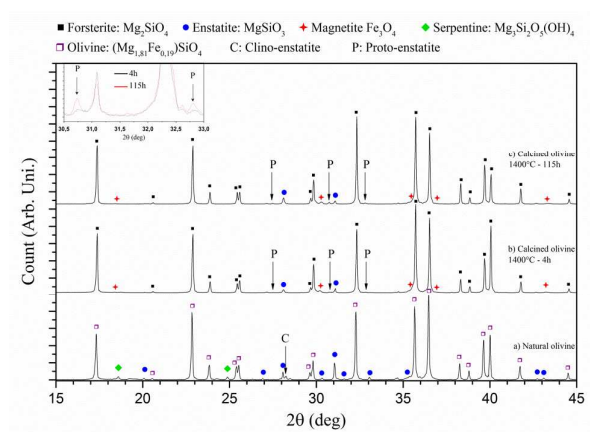 Forsterite: Mg2SiO4 Enstatite: MgSiO3 Magnetite Fe3O4 Serpentine: Mg3Si2O5(OH)4
Olivine: (Mg1,81Fe0,19)SiO4 C: Clino-enstatite P: Proto-enstatite
P
4h
115h
P
30,5 31,0 31,5 32,0 32,5 33,0
2θ (deg)
c) Calcined olivine
1400°C - 115h
P P P
b) Calcined olivine
1400°C - 4h
P P P
C
a) Natural olivine
Count (Arb. Uni.)
15 20 25 30 35 40 45
2θ (deg)